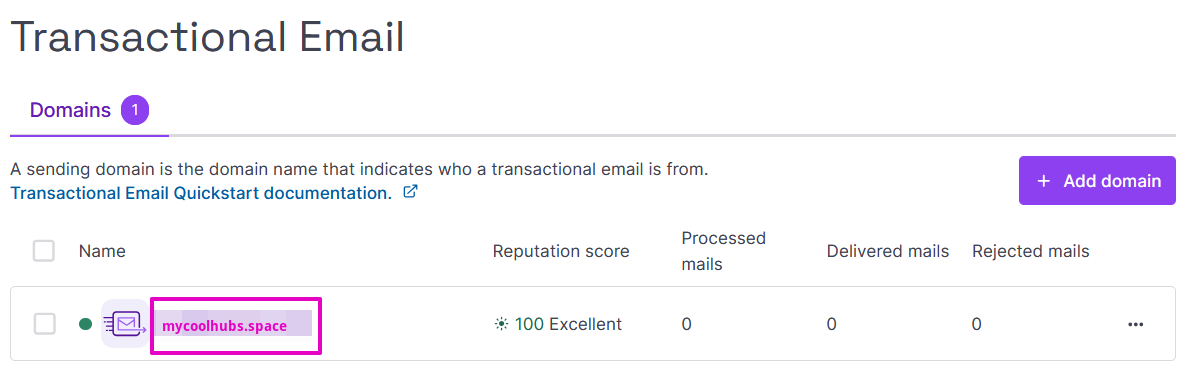 Transactional Email
Domains 1
A sending domain is the domain name that indicates who a transactional email is from.
Transactional Email Quickstart documentation.
+ Add domain
Name Reputation score Processed mails Delivered mails Rejected mails
mycoolhubs.space 100 Excellent 0 0 0 ...